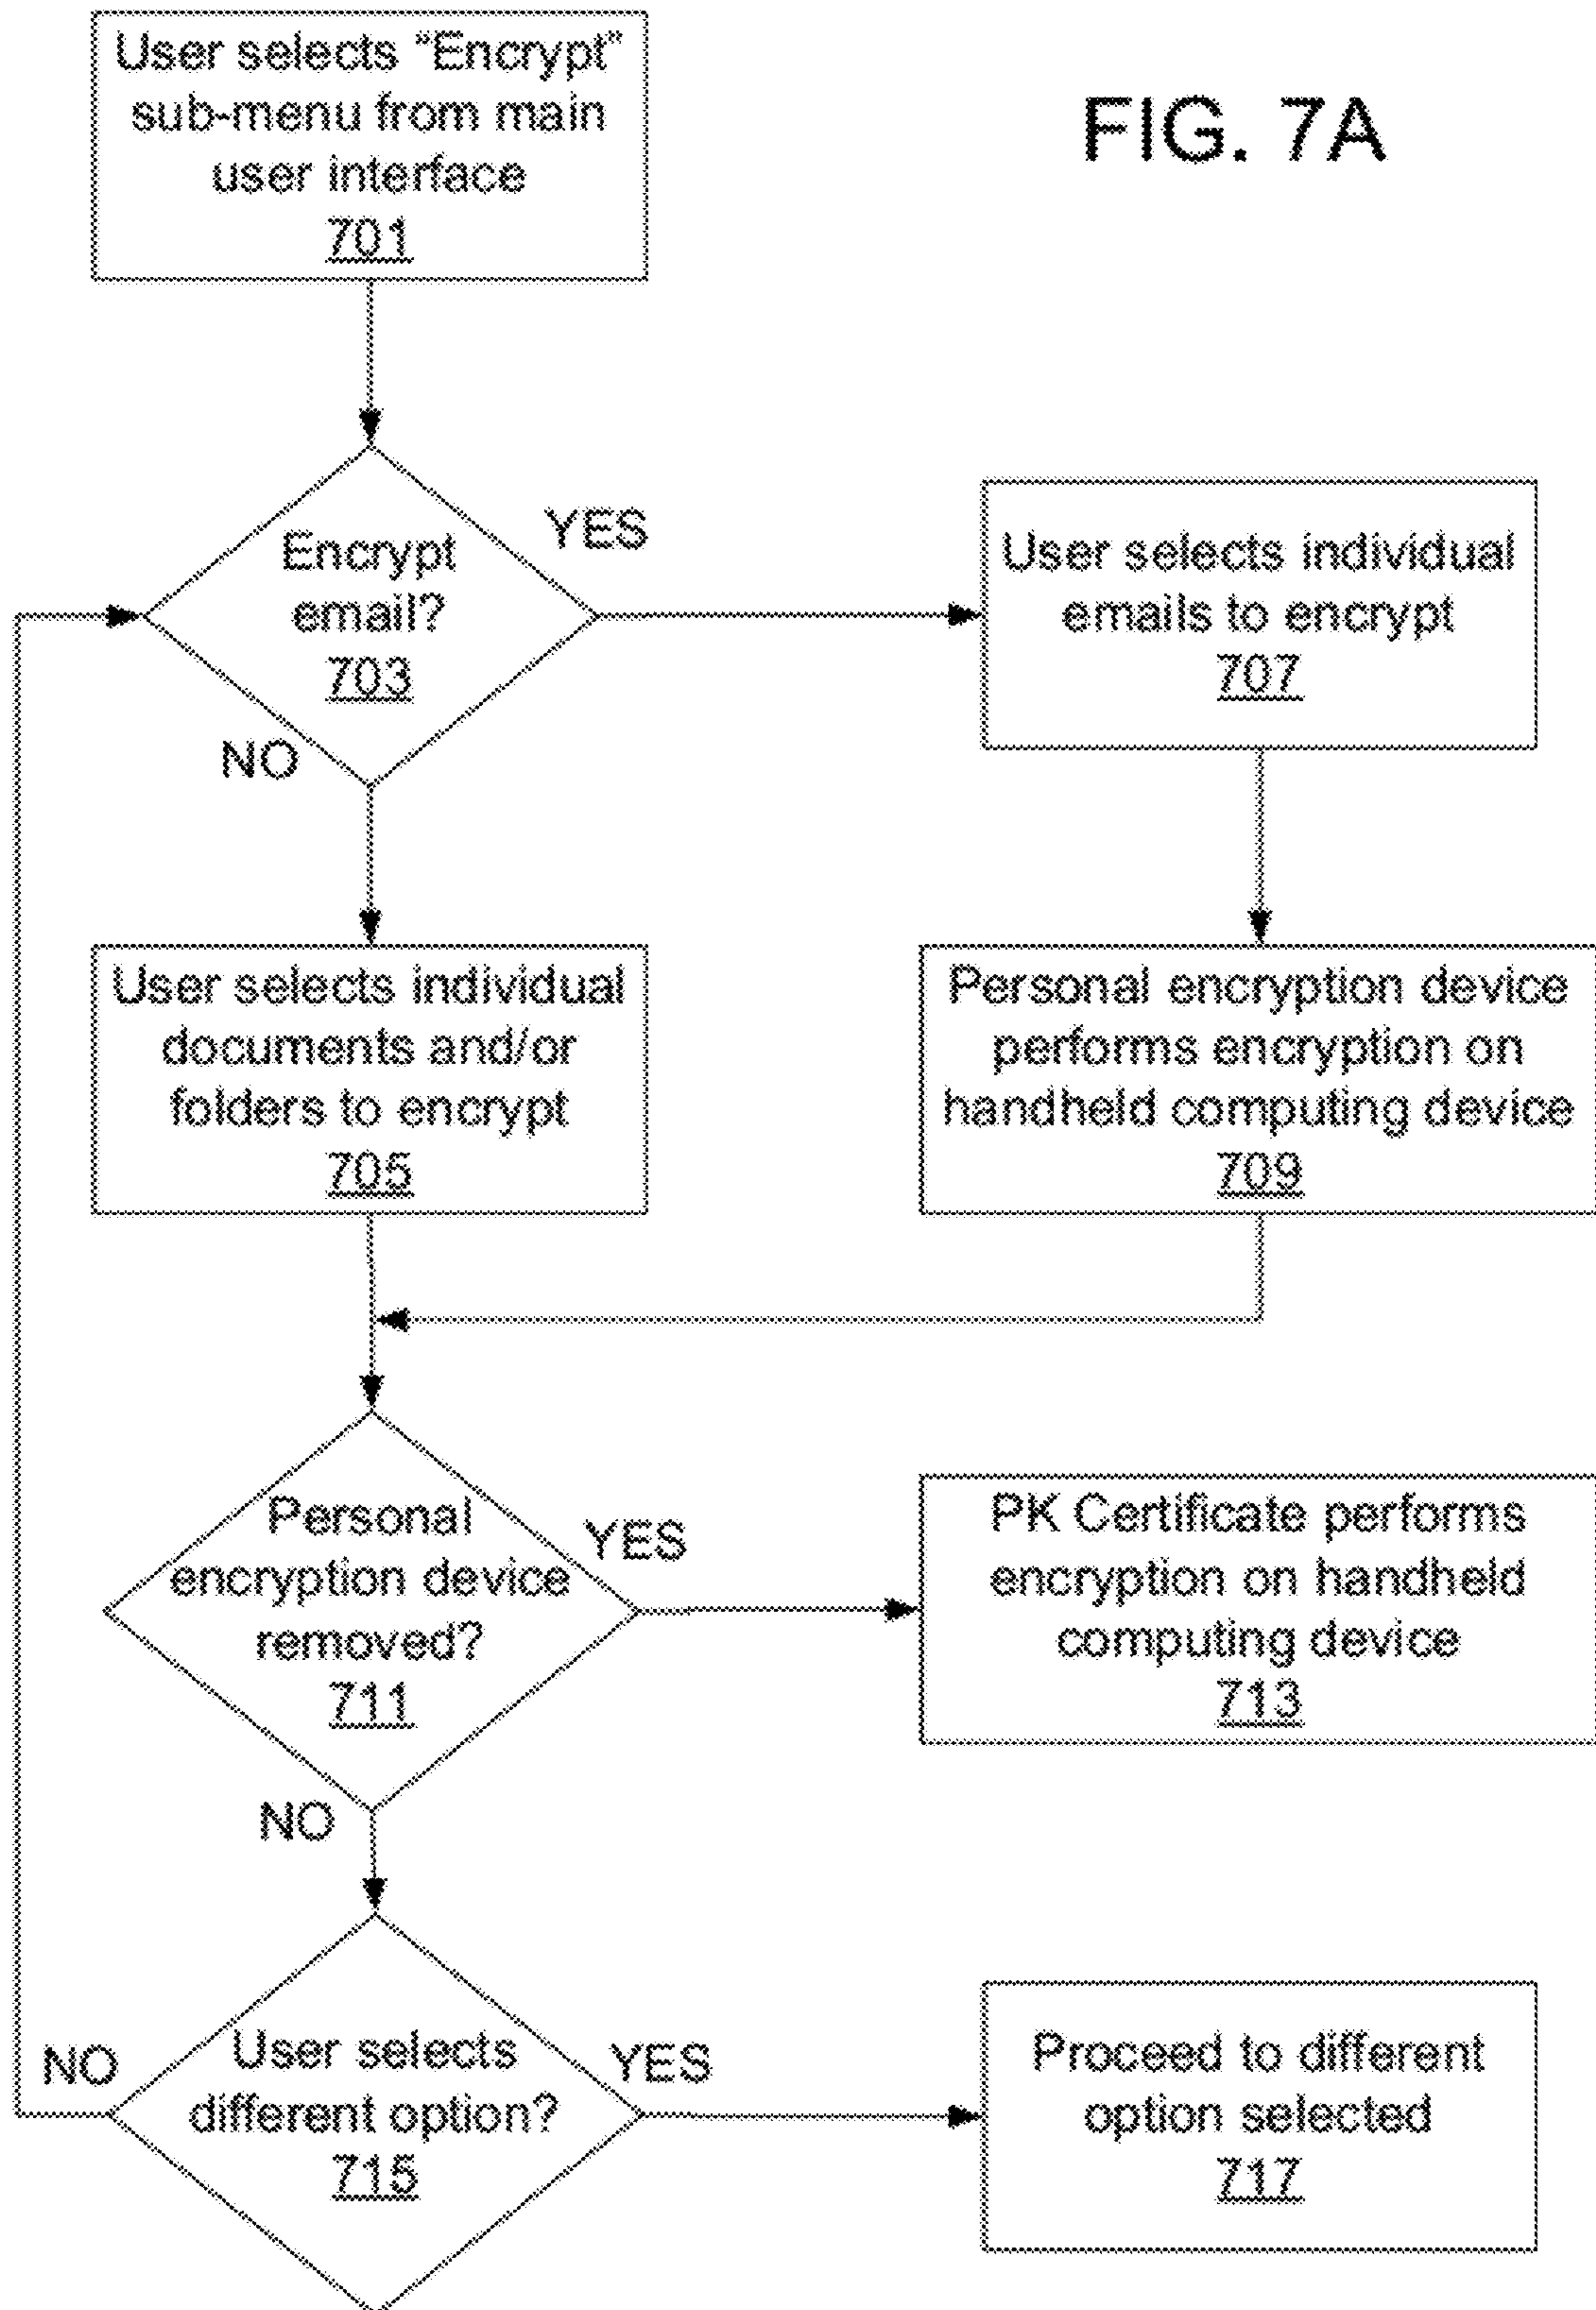 FIG. 7A
User selects “Encrypt”
sub-menu from main
user interface
701
Encrypt
email?
703
YES
NO
User selects individual
emails to encrypt
707
User selects individual
documents and/or
folders to encrypt
705
Personal encryption device
performs encryption on
handheld computing device
709
Personal
encryption device
removed?
711
YES
NO
PK Certificate performs
encryption on handheld
computing device
713
User selects
different option?
715
NO
YES
Proceed to different
option selected
717